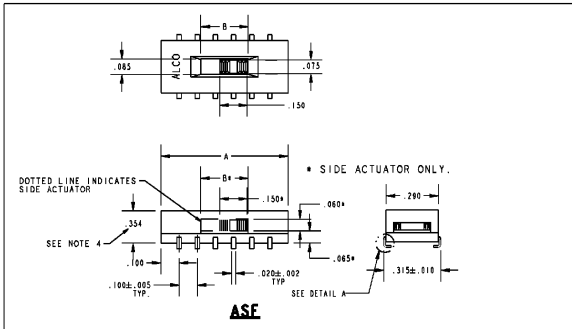 B
ALCO
.085
.075
.150
A
* SIDE ACTUATOR ONLY.
DOTTED LINE INDICATES
SIDE ACTUATOR
B*
.150*
.290
.060*
.354
SEE NOTE 4
.100
.065*
.020±.002
TYP
.100±.005
TYP.
SEE DETAIL A
.315±.010
ASF